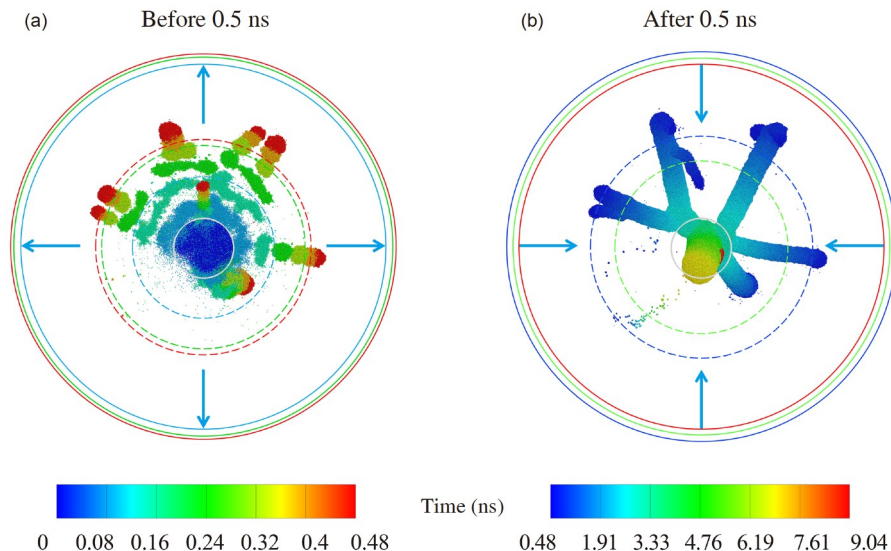 (a) Before 0.5 ns
(b) After 0.5 ns
Time (ns)
0 0.08 0.16 0.24 0.32 0.4 0.48
0.48 1.91 3.33 4.76 6.19 7.61 9.04